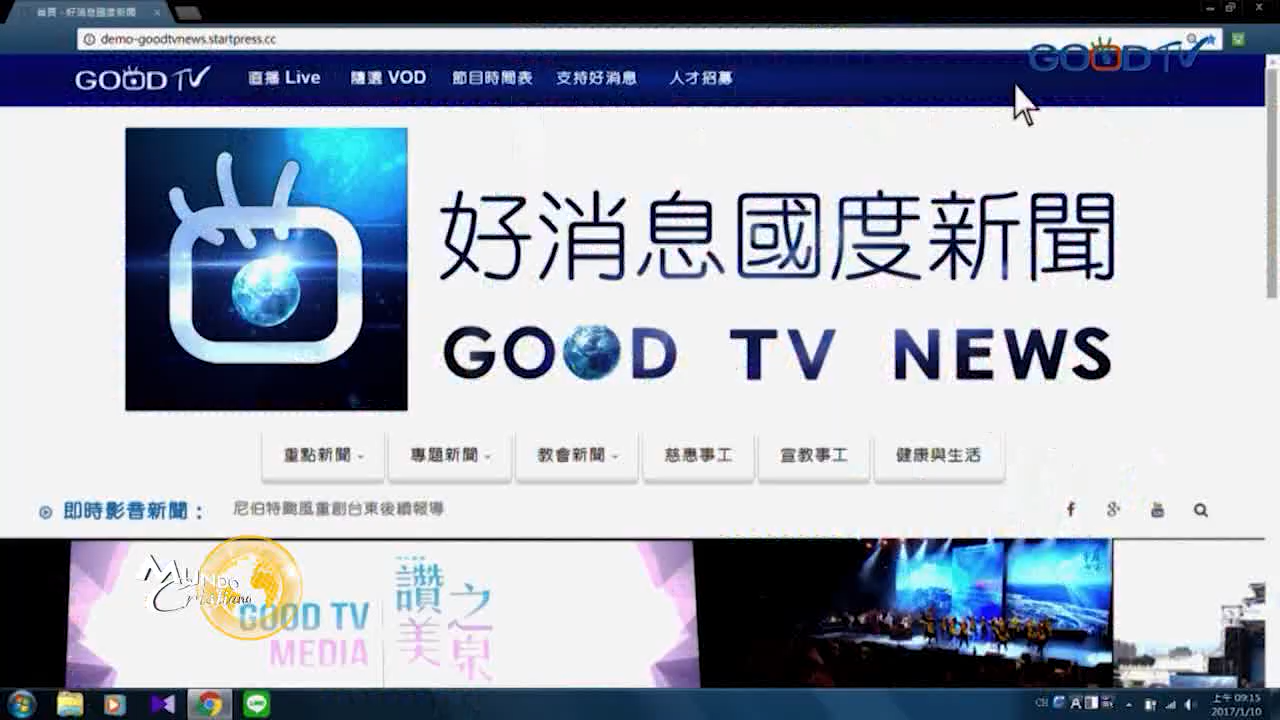 首頁 - 好消息國度新聞
demo-goodtvnews.startpress.cc
GOOD TV
GOOD TV 直播 Live 隨選 VOD 節目時間表 支持好消息 人才招募
好消息國度新聞
GOOD TV NEWS
重點新聞 專題新聞 教會新聞 慈惠事工 宣教事工 健康與生活
即時影音新聞：
尼伯特颱風重創台東後續報導
Mundo
Cristiano
GOOD TV
MEDIA
讚美
之泉
CH
上午 09:15
2017/1/10